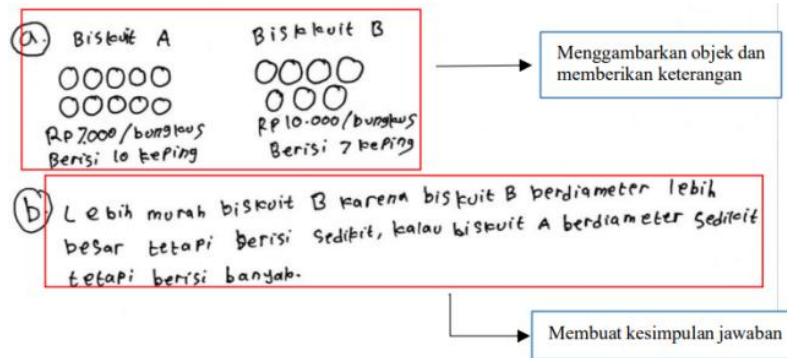 a. Biskuit A
Biskkuit B
Rp 7.000/bungkus
Berisi 10 keping
Rp 10.000/bungkus
Berisi 7 keping
Menggambarkan objek dan
memberikan keterangan
b. Lebih murah biskuit B karena biskuit B berdiameter lebih
besar tetapi berisi sedikit, kalau biskuit A berdiameter sedikit
tetapi berisi banyak.
Membuat kesimpulan jawaban